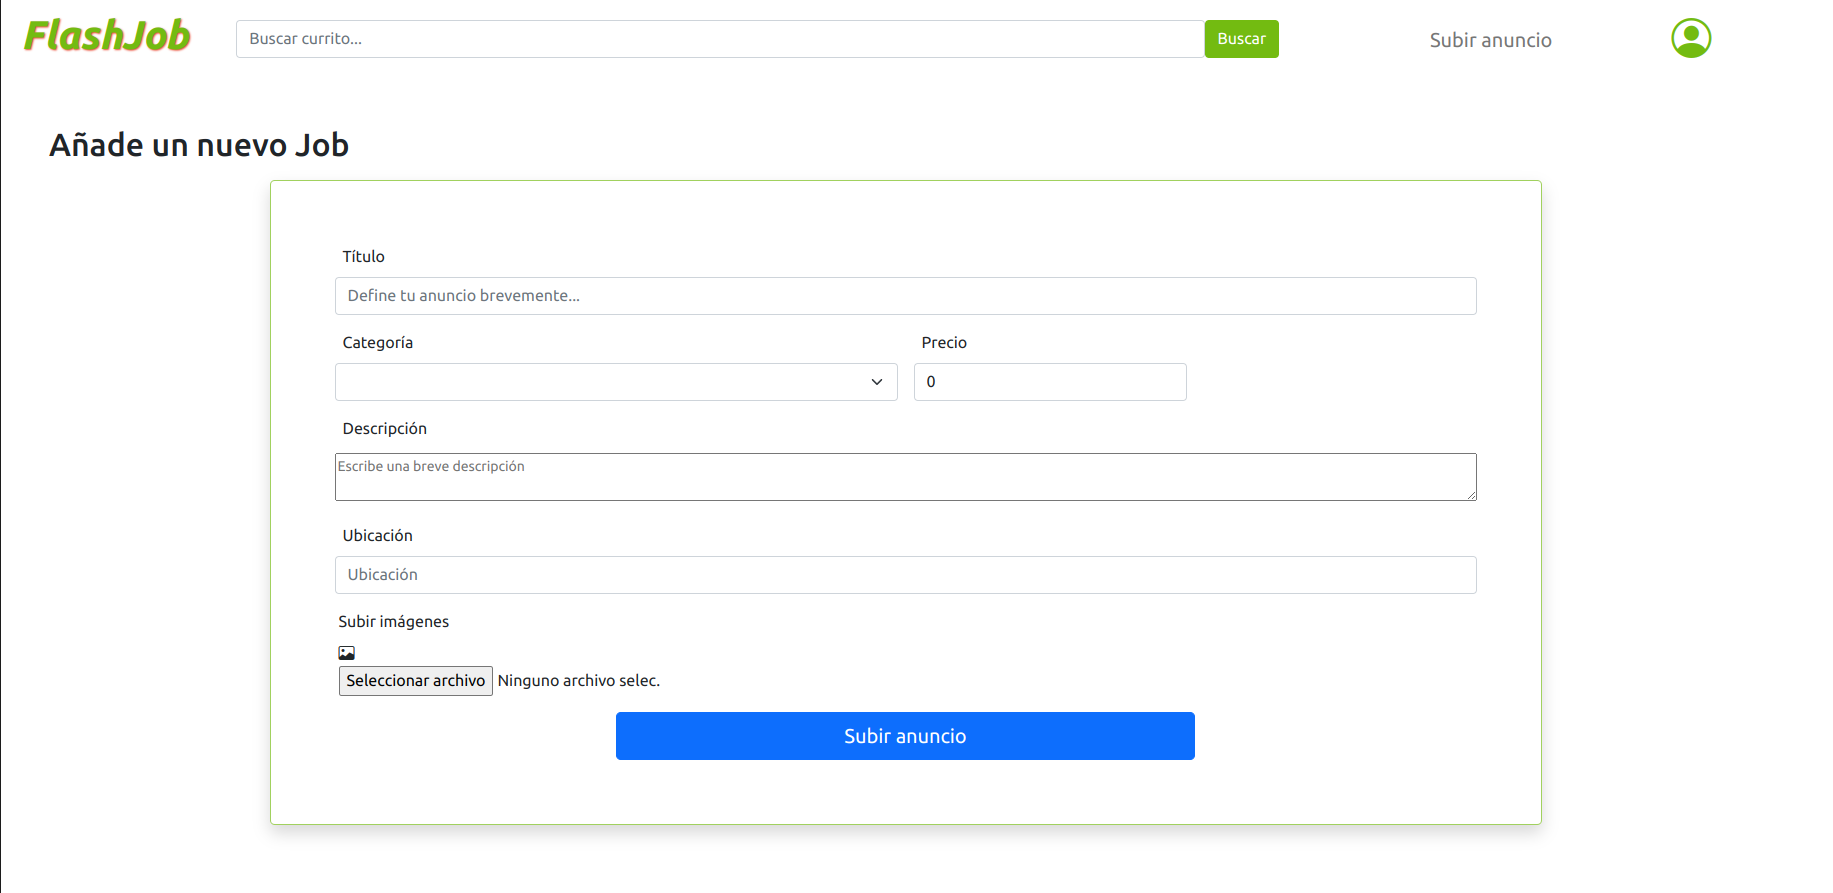 FlashJob
Buscar currito...
Buscar
Subir anuncio
Añade un nuevo Job
Título
Define tu anuncio brevemente...
Categoría
Precio
0
Descripción
Escribe una breve descripción
Ubicación
Ubicación
Subir imágenes
Seleccionar archivo Ninguno archivo selec.
Subir anuncio